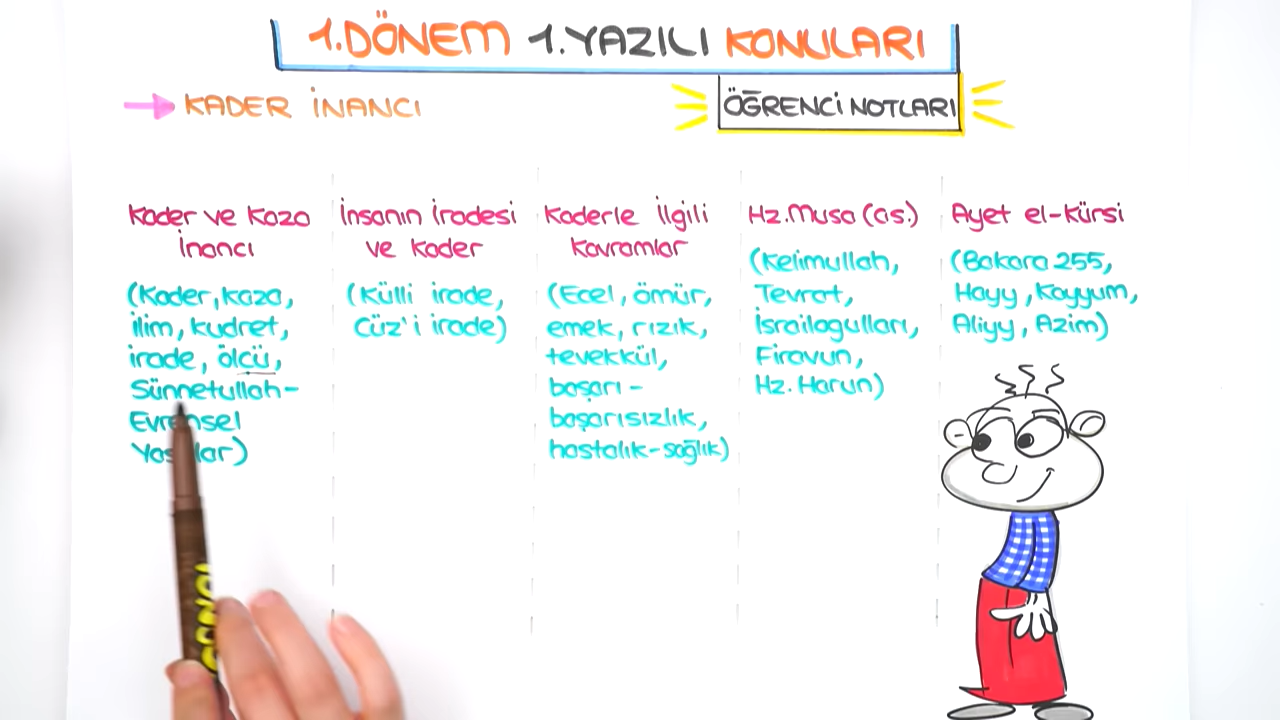 1.DÖNEM 1.YAZILI KONULARI
KADER İNANCI
ÖĞRENCİ NOTLARI
Kader ve Kaza
İnancı
(Kader, kaza,
ilim, kudret,
irade, ölçü,
Sünnetullah-
Evrensel
Yasalar)
İnsanın İradesi
ve Kader
(Külli irade,
Cüz'i irade)
Kaderle İlgili
Kavramlar
(Ecel, ömür,
emek, rızık,
tevekkül,
başarı-
başarısızlık,
hastalık-sağlık)
Hz.Musa (as.)
(Kelimullah,
Tevrat,
İsrailogulları,
Firavun,
Hz.Harun)
Ayet el-kürsi
(Bakara 255,
Hayy, Kayyum,
Aliyy, Azim)